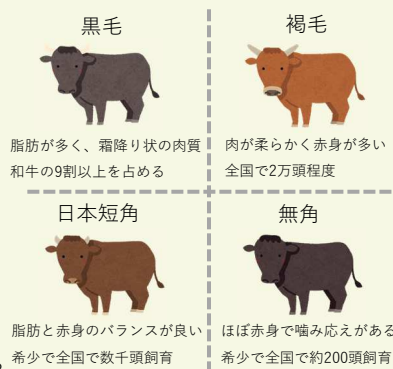 黒毛
脂肪が多く、霜降り状の肉質
和牛の9割以上を占める
褐毛
肉が柔らかく赤身が多い
全国で2万頭程度
日本短角
脂肪と赤身のバランスが良い
希少で全国で数千頭飼育
無角
ほぼ赤身で噛み応えがある
希少で全国で約200頭飼育